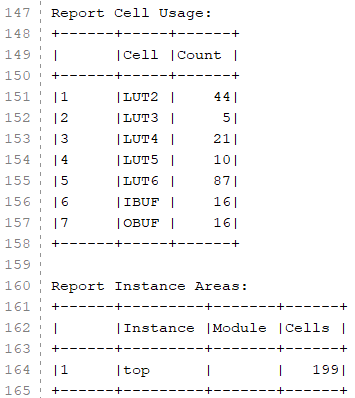 147 Report Cell Usage:
148 +------+-----+------+
149 |      |Cell |Count |
150 +------+-----+------+
151 |1     |LUT2 |    44|
152 |2     |LUT3 |     5|
153 |3     |LUT4 |    21|
154 |4     |LUT5 |    10|
155 |5     |LUT6 |    87|
156 |6     |IBUF |    16|
157 |7     |OBUF |    16|
158 +------+-----+------+
159
160 Report Instance Areas:
161 +------+---------+-------+------+
162 |      |Instance |Module |Cells |
163 +------+---------+-------+------+
164 |1     |top      |       |   199|
165 +------+---------+-------+------+